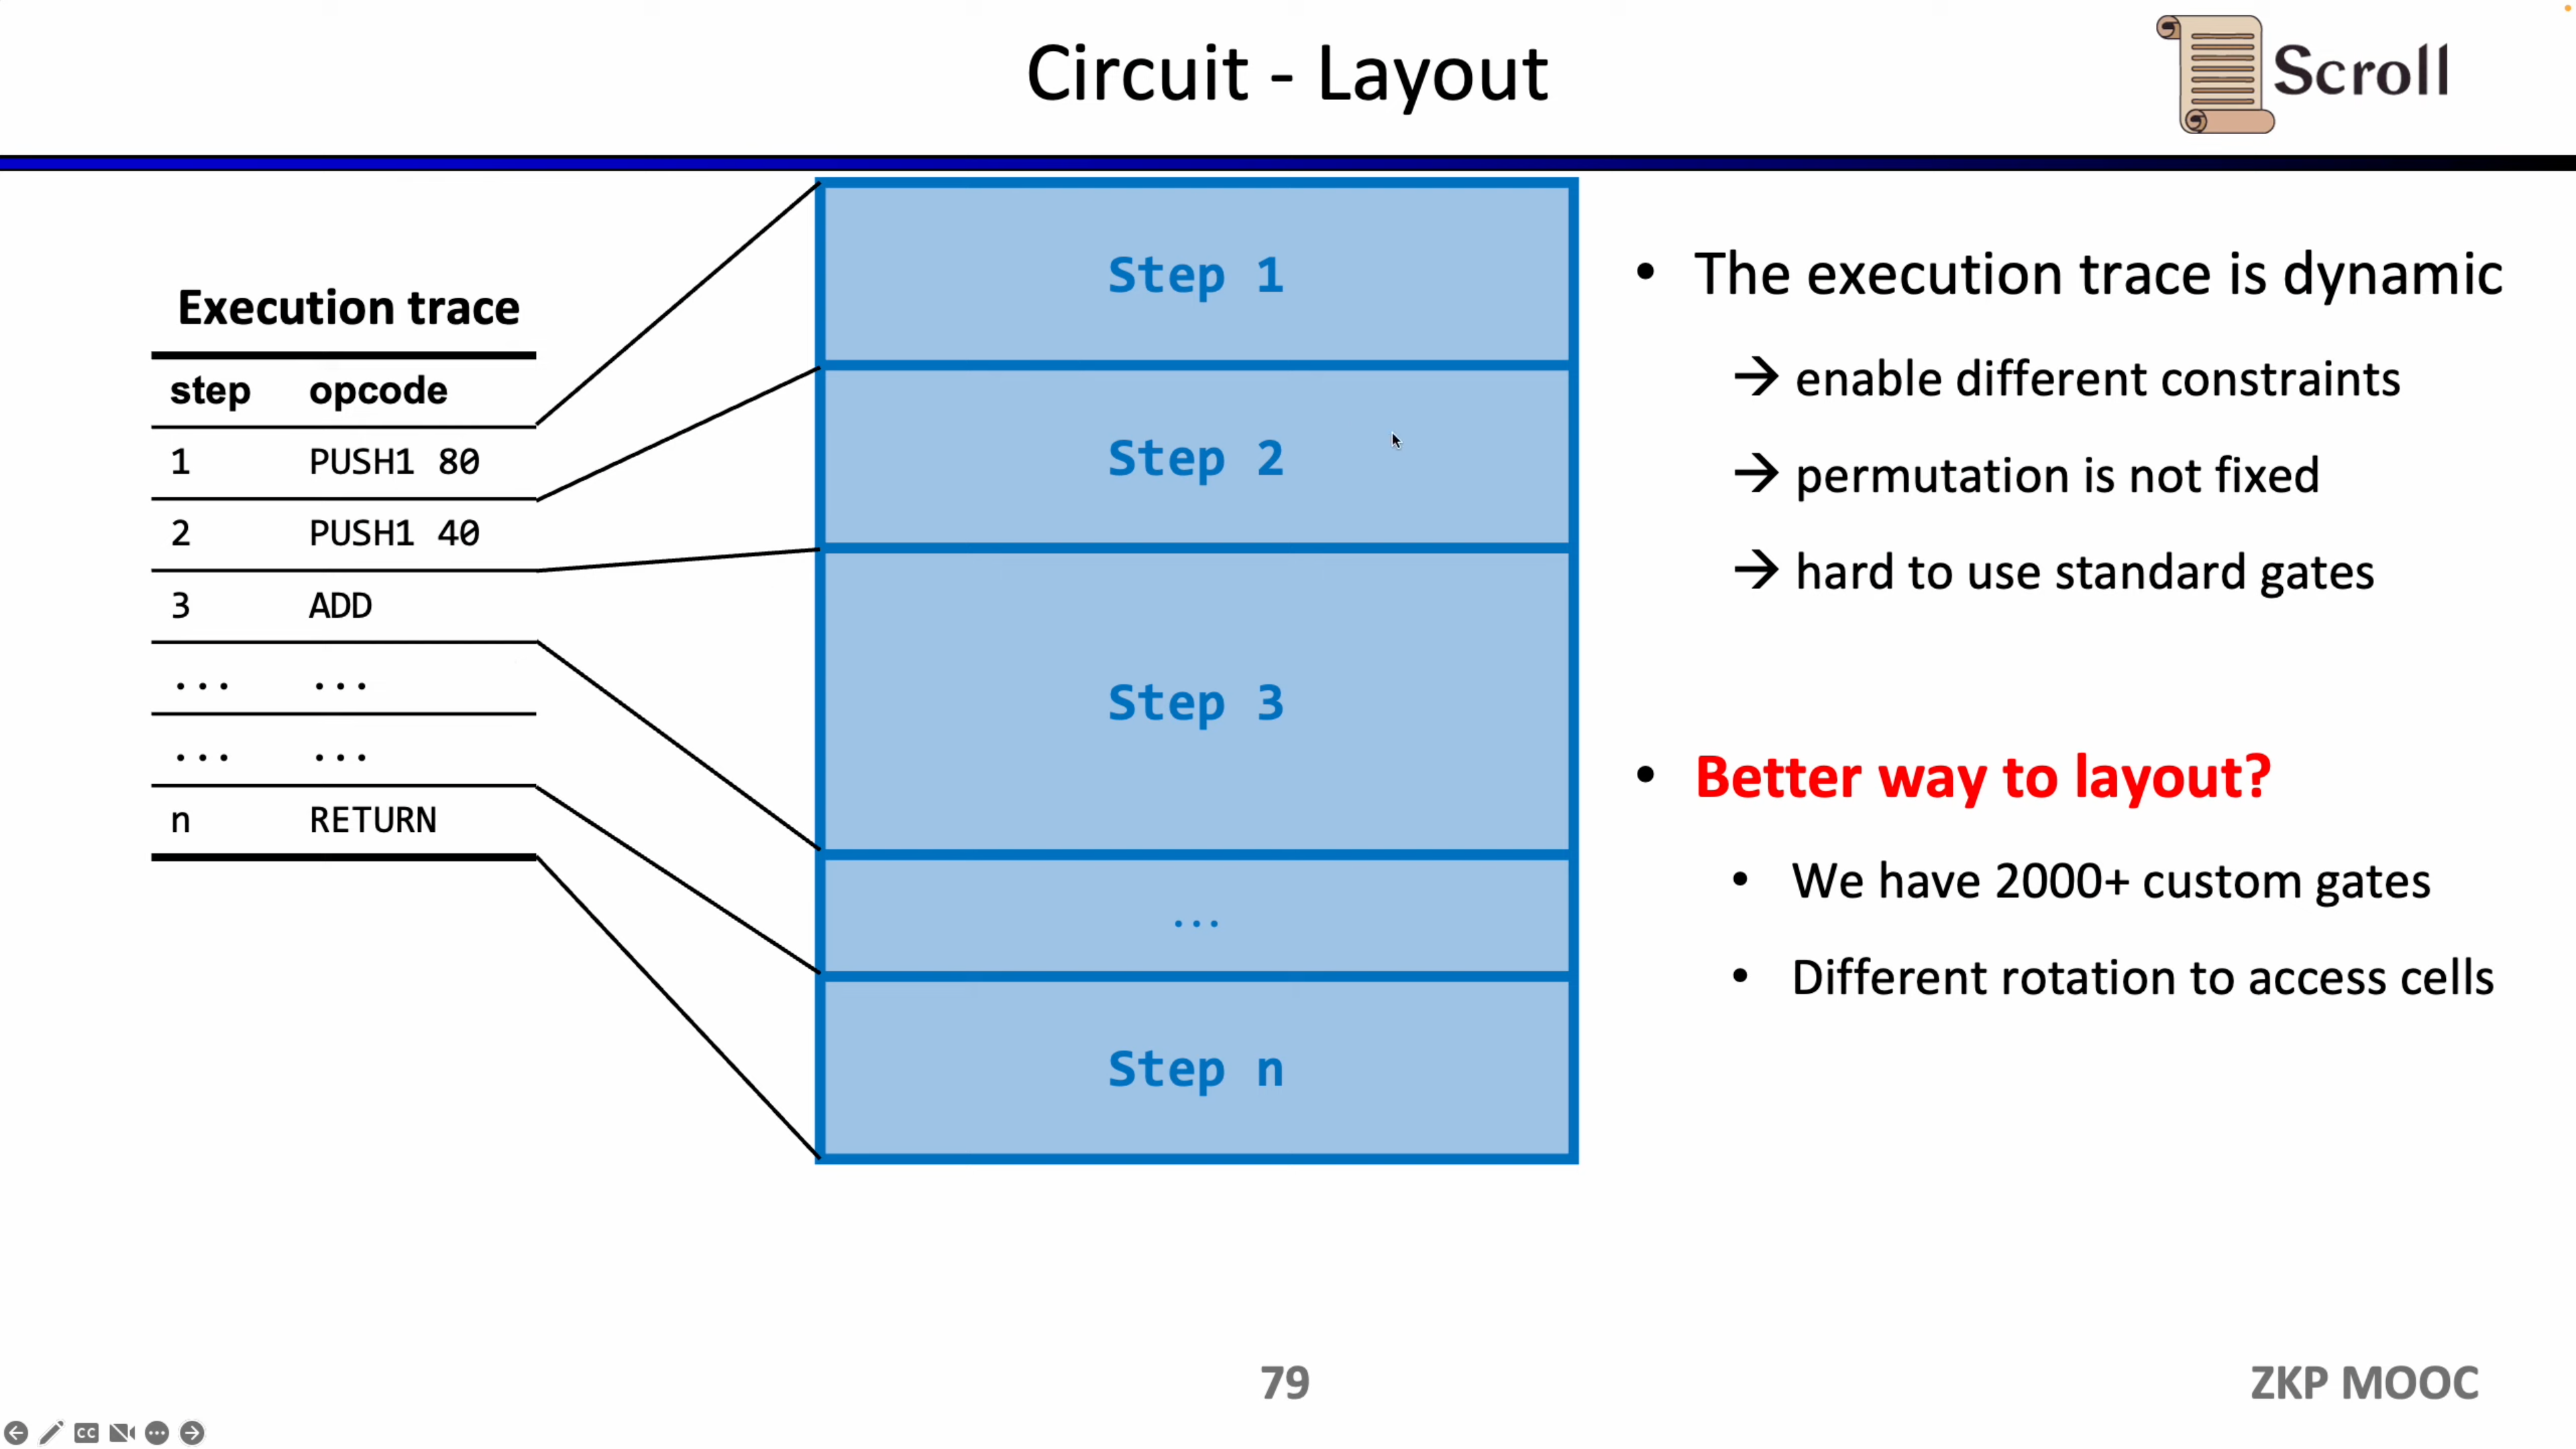 Circuit - Layout
Scroll
Execution trace
step opcode
1 PUSH1 80
2 PUSH1 40
3 ADD
... ...
... ...
n RETURN
Step 1
Step 2
Step 3
...
Step n
• The execution trace is dynamic
→ enable different constraints
→ permutation is not fixed
→ hard to use standard gates
• Better way to layout?
• We have 2000+ custom gates
• Different rotation to access cells
79
ZKP MOOC
CC